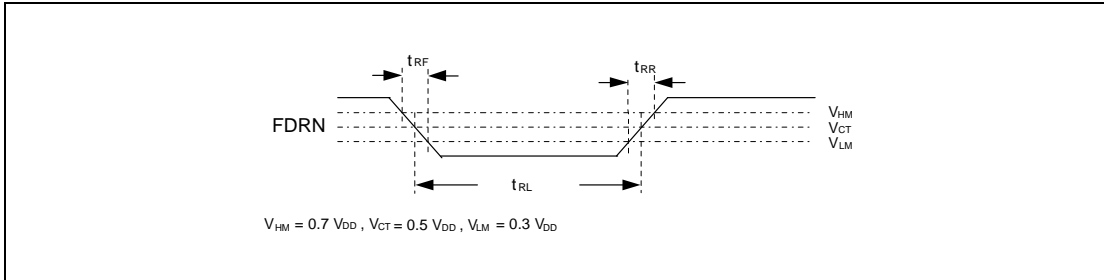 tRF
tRR
VHM
FDRN
VCT
VLM
tRL
VHM = 0.7 VDD , VCT = 0.5 VDD , VLM = 0.3 VDD